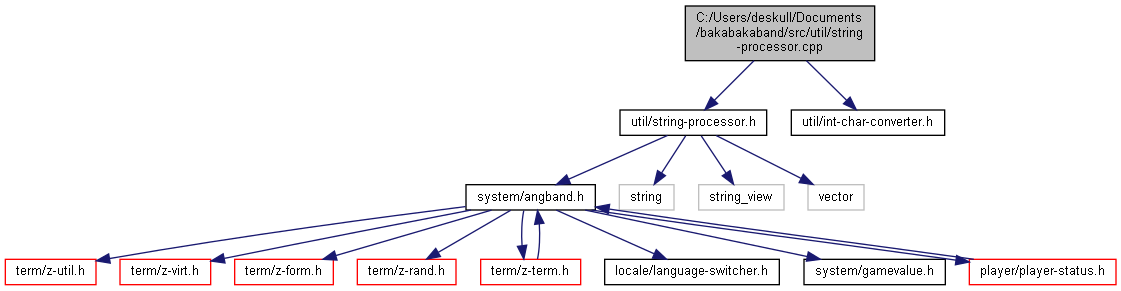 C:/Users/deskull/Documents
/bakabakaband/src/util/string
-processor.cpp
util/string-processor.h
util/int-char-converter.h
system/angband.h
string
string_view
vector
term/z-util.h
term/z-virt.h
term/z-form.h
term/z-rand.h
term/z-term.h
locale/language-switcher.h
system/gamevalue.h
player/player-status.h